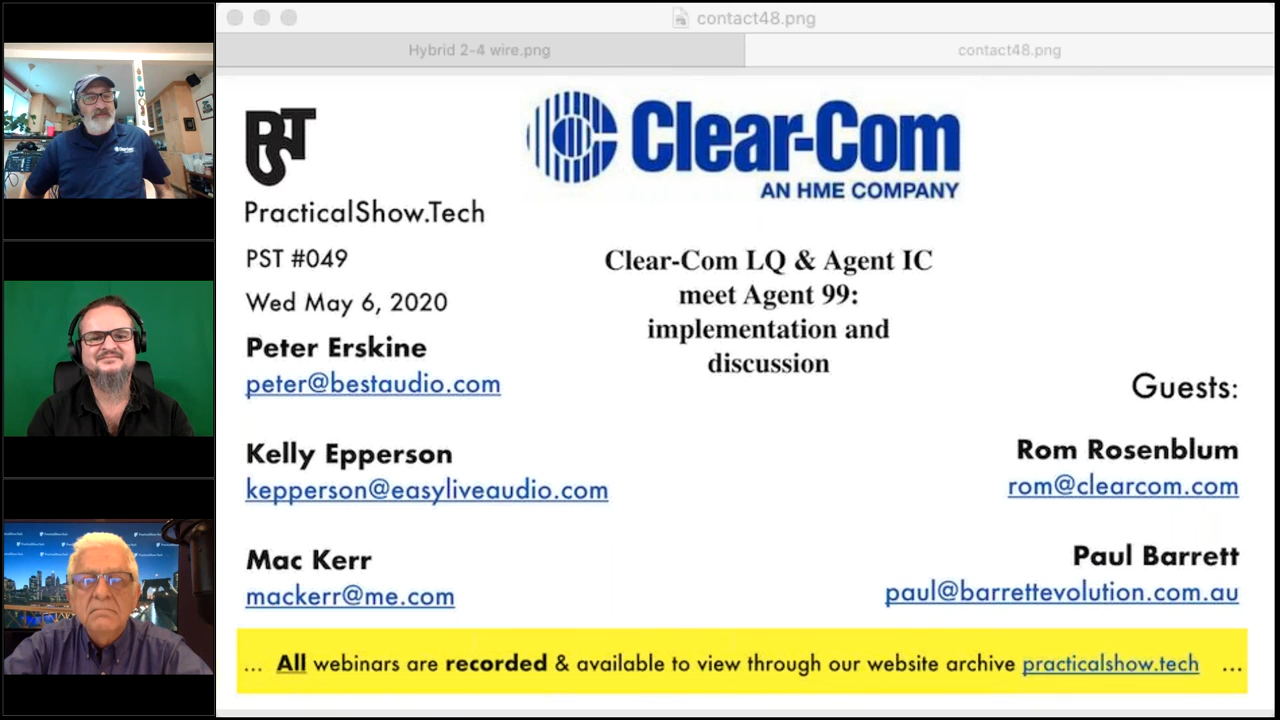 contact48.png
Hybrid 2-4 wire.png
contact48.png
PST
Clear-Com
AN HME COMPANY
PracticalShow.Tech
PST #049
Wed May 6, 2020
Clear-Com LQ & Agent IC
meet Agent 99:
implementation and
discussion
Peter Erskine
peter@bestaudio.com
Guests:
Kelly Epperson
kepperson@easyliveaudio.com
Rom Rosenblum
rom@clearcom.com
Mac Kerr
mackerr@me.com
Paul Barrett
paul@barrettevolution.com.au
... All webinars are recorded & available to view through our website archive practicalshow.tech ...